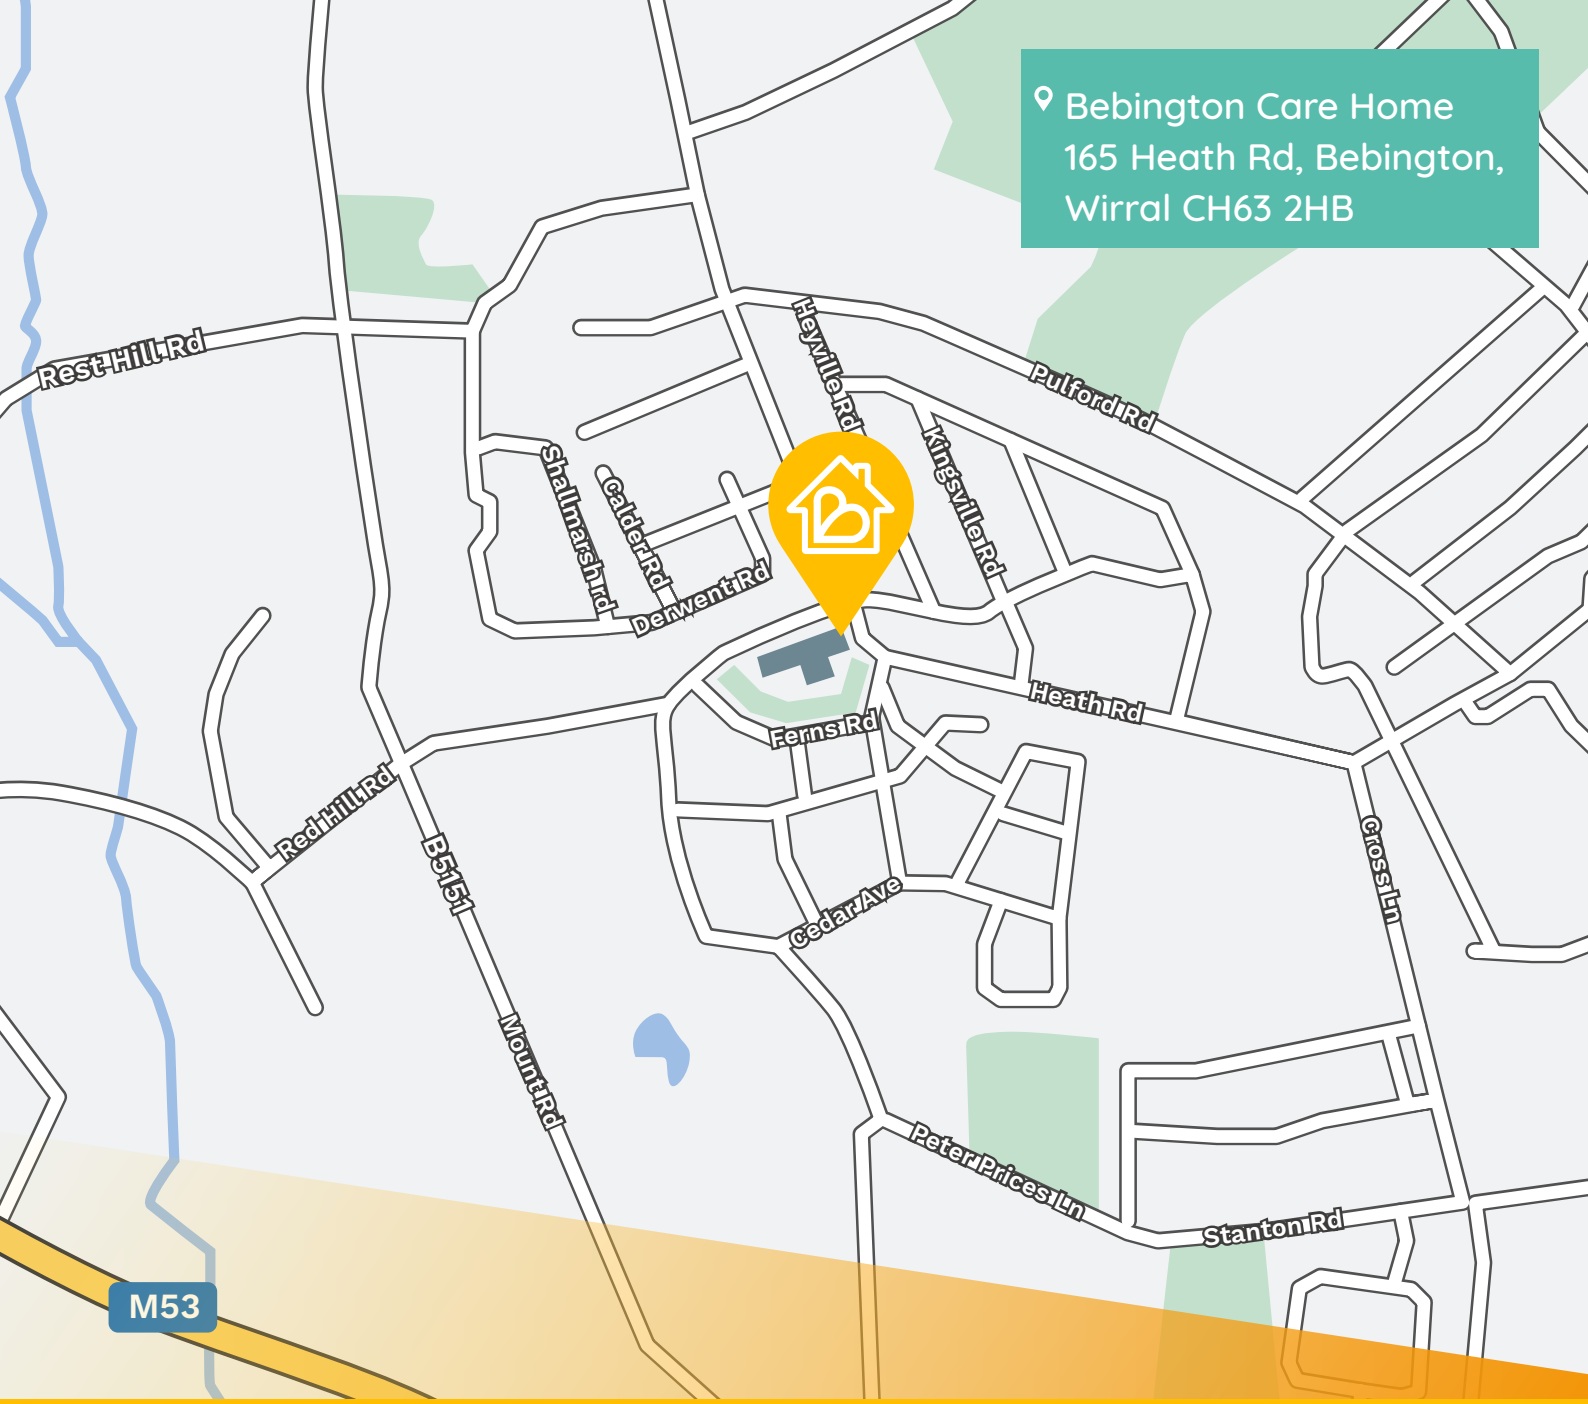 Bebington Care Home
165 Heath Rd, Bebington,
Wirral CH63 2HB
Heyville Rd
Rest Hill Rd
Pulford Rd
Kingsville Rd
Shallmarsh rd
Calder Rd
Derwent Rd
Heath Rd
Ferns Rd
Red Hill Rd
B5151
Cross Ln
Cedar Ave
Mount Rd
Peter Prices Ln
Stanton Rd
M53